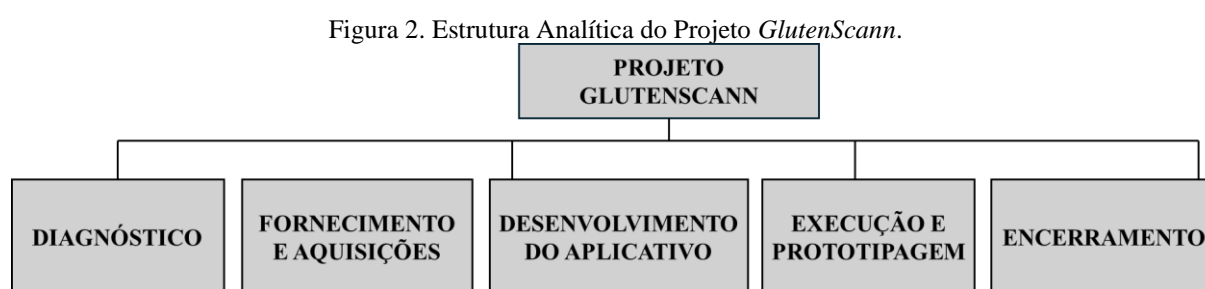 Figura 2. Estrutura Analítica do Projeto GlutenScann.
PROJETO
GLUTENSCANN
DIAGNÓSTICO
FORNECIMENTO
E AQUISIÇÕES
DESENVOLVIMENTO
DO APLICATIVO
EXECUÇÃO E
PROTOTIPAGEM
ENCERRAMENTO